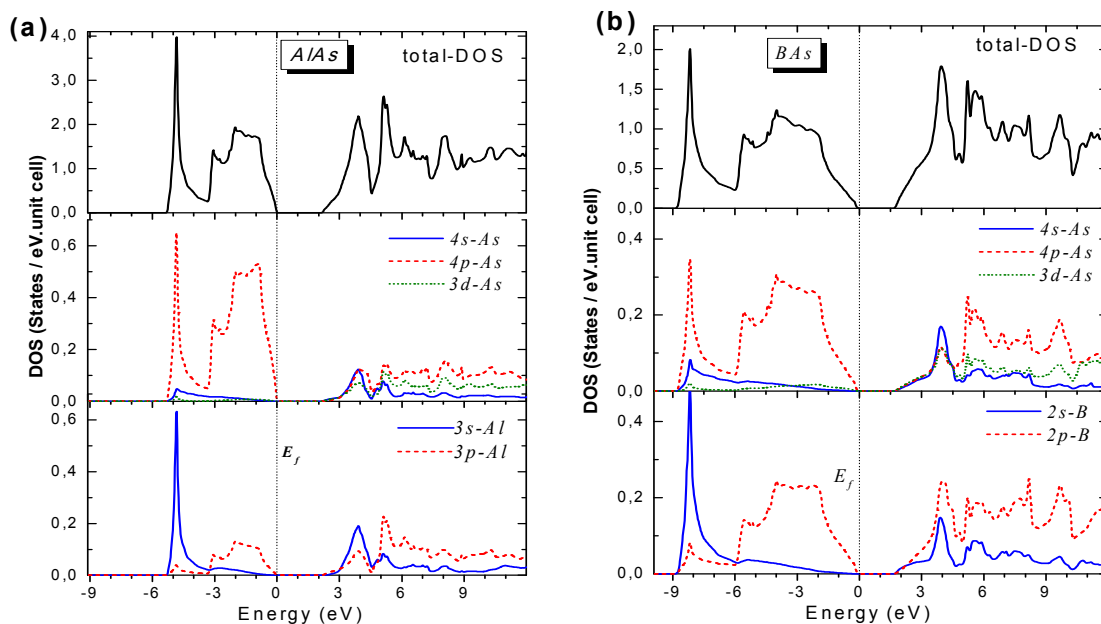 (a)
AlAs
total-DOS
4,0
3,0
2,0
1,0
0,0
4s-As
4p-As
3d-As
0,6
0,4
0,2
0,0
3s-Al
3p-Al
E_f
0,6
0,4
0,2
0,0
-9 -6 -3 0 3 6 9
Energy (eV)
DOS (States / eV.unit cell)
(b)
BAs
total-DOS
2,0
1,5
1,0
0,5
0,0
4s-As
4p-As
3d-As
0,4
0,2
0,0
2s-B
2p-B
E_f
0,4
0,2
0,0
-9 -6 -3 0 3 6 9
Energy (eV)
DOS (States / eV.unit cell)